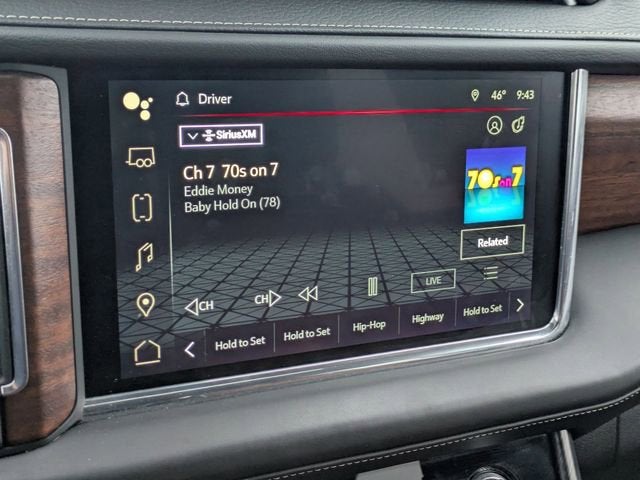 Driver
46° 9:43
SiriusXM
Ch 7 70s on 7
Eddie Money
Baby Hold On (78)
70s on 7
Related
CH
CH
LIVE
Hold to Set
Hold to Set
Hip-Hop
Highway
Hold to Set